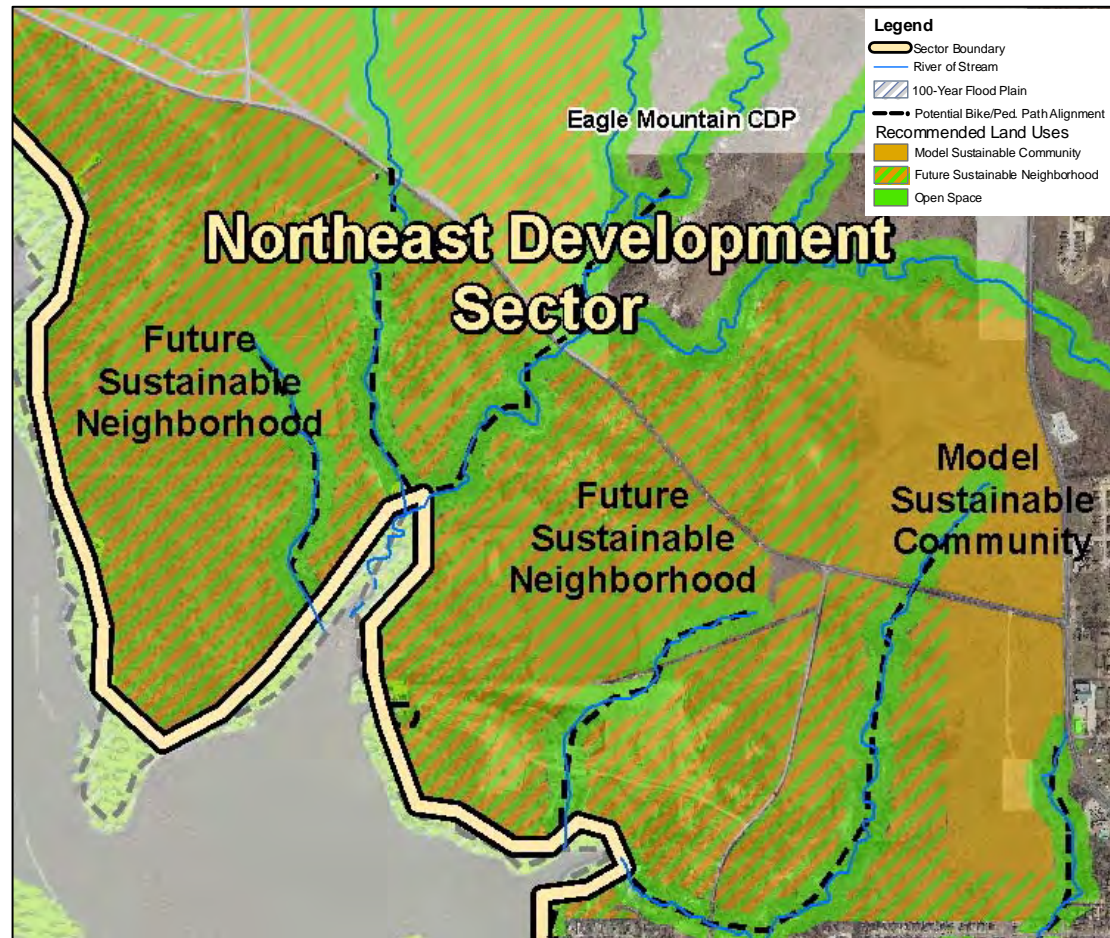 Legend
Sector Boundary
River of Stream
100-Year Flood Plain
Potential Bike/Ped. Path Alignment
Recommended Land Uses
Model Sustainable Community
Future Sustainable Neighborhood
Open Space
Eagle Mountain CDP
Northeast Development
Sector
Future
Sustainable
Neighborhood
Future
Sustainable
Neighborhood
Model
Sustainable
Community